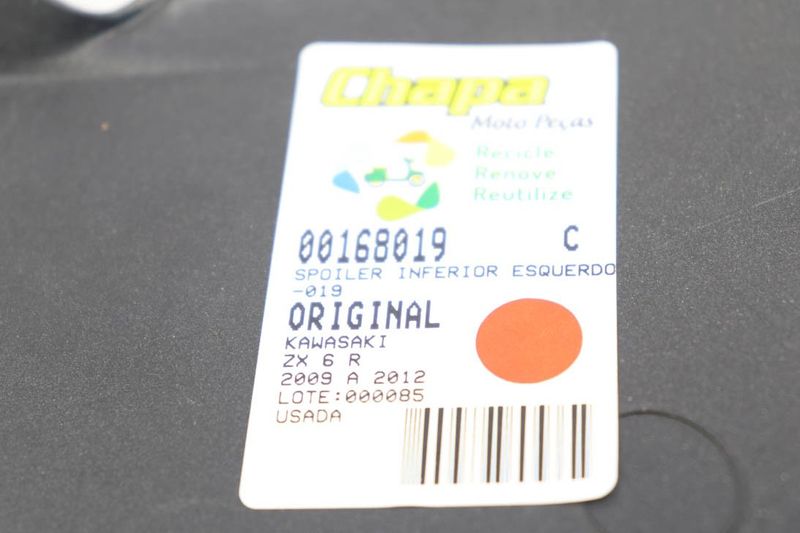 Chapa
Moto Peças
Recicle
Renove
Reutilize
00168019 C
SPOILER INFERIOR ESQUERDO
-019
ORIGINAL
KAWASAKI
ZX 6 R
2009 A 2012
LOTE:000085
USADA